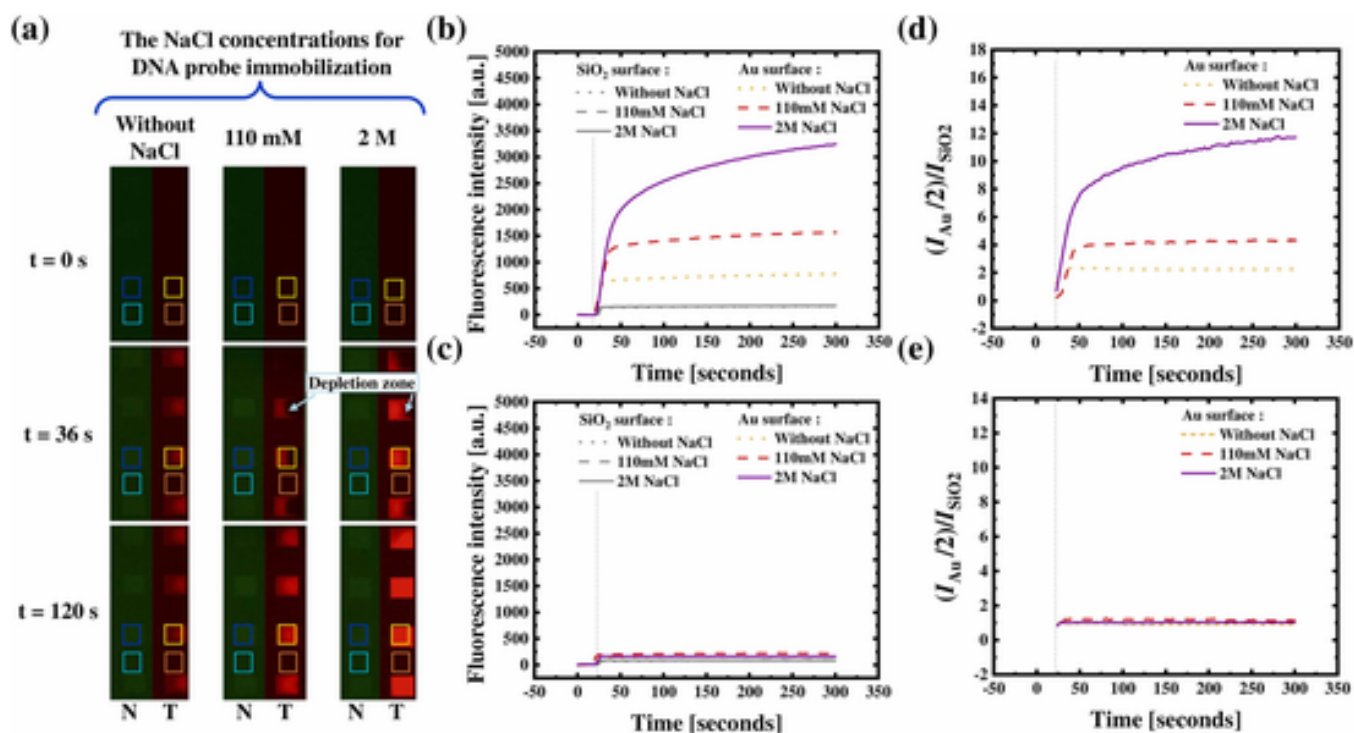 (a)
The NaCl concentrations for
DNA probe immobilization
Without
NaCl
110 mM
2 M
t = 0 s
t = 36 s
Depletion zone
t = 120 s
N T N T N T
(b)
Fluorescence intensity [a.u.]
5000
4500
4000
3500
3000
2500
2000
1500
1000
500
0
SiO₂ surface :
Without NaCl
110mM NaCl
2M NaCl
Au surface :
Without NaCl
110mM NaCl
2M NaCl
-50 0 50 100 150 200 250 300 350
Time [seconds]
(c)
Fluorescence intensity [a.u.]
5000
4500
4000
3500
3000
2500
2000
1500
1000
500
0
SiO₂ surface :
Without NaCl
110mM NaCl
2M NaCl
Au surface :
Without NaCl
110mM NaCl
2M NaCl
-50 0 50 100 150 200 250 300 350
Time [seconds]
(d)
(I_Au/2)/I_SiO2
18
16
14
12
10
8
6
4
2
0
-2
Au surface :
Without NaCl
110mM NaCl
2M NaCl
-50 0 50 100 150 200 250 300 350
Time [seconds]
(e)
(I_Au/2)/I_SiO2
14
12
10
8
6
4
2
0
-2
Au surface :
Without NaCl
110mM NaCl
2M NaCl
-50 0 50 100 150 200 250 300 350
Time [seconds]